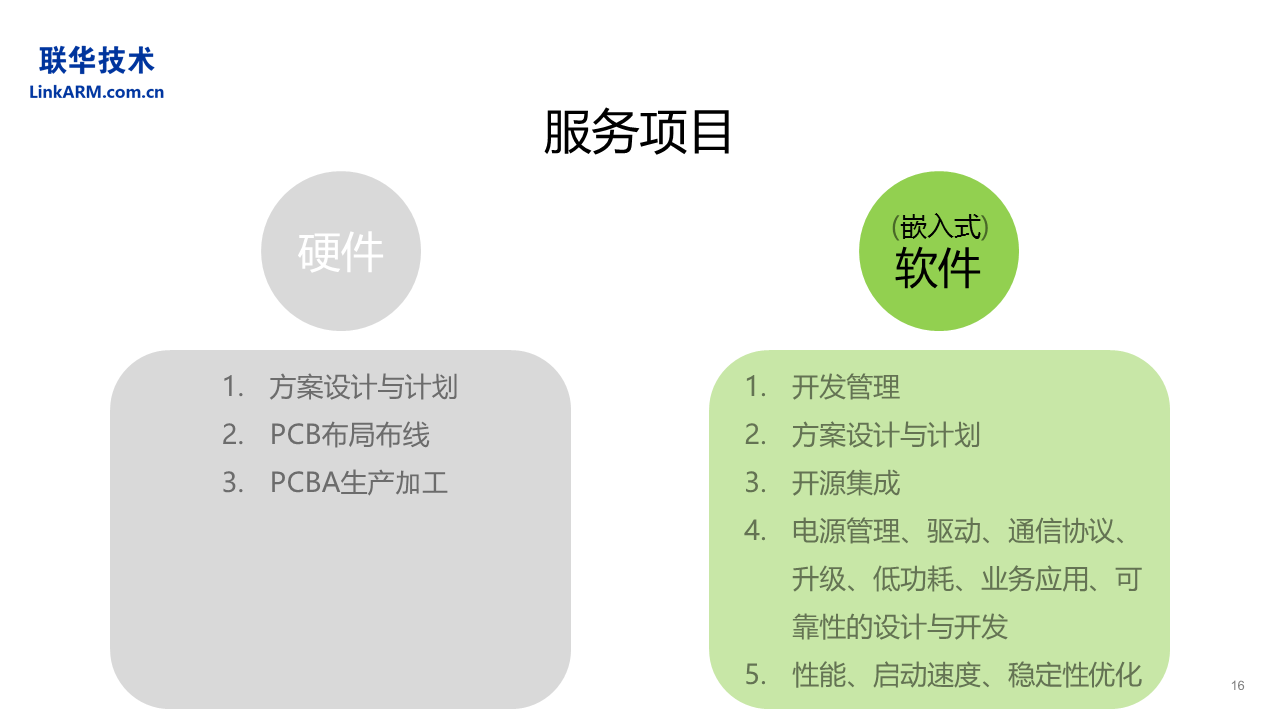 联华技术
LinkARM.com.cn
服务项目
硬件
1. 方案设计与计划
2. PCB布局布线
3. PCBA生产加工
(嵌入式)
软件
1. 开发管理
2. 方案设计与计划
3. 开源集成
4. 电源管理、驱动、通信协议、
升级、低功耗、业务应用、可
靠性的设计与开发
5. 性能、启动速度、稳定性优化
16